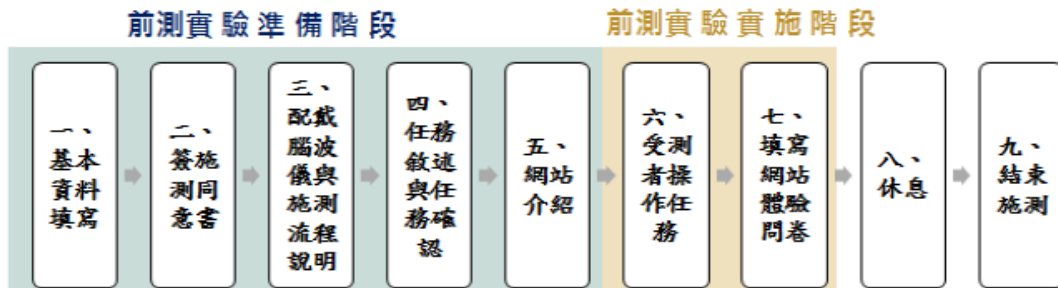 前測實驗準備階段
前測實驗實施階段
一、
基本
資料
填寫
二、
簽施
測同
意書
三、
配戴
腦波
儀與
施測
流程
說明
四、
任務
敘述
與任
務確
認
五、
網站
介紹
六、
受測
者操
作任
務
七、
填寫
網站
體驗
問卷
八、
休息
九、
結束
施測